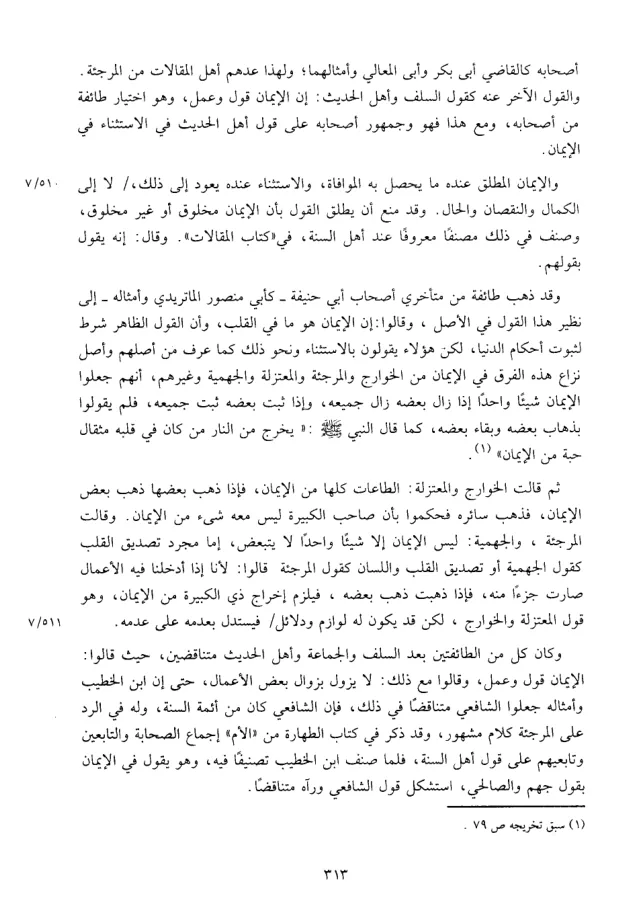 أصحابه كالقاضي أبى بكر وأبى المعالي وأمثالهما؛ ولهذا عدهم أهل المقالات من المرجئة.
والقول الآخر عنه كقول السلف وأهل الحديث: إن الإيمان قول وعمل، وهو اختيار طائفة
من أصحابه، ومع هذا فهو وجمهور أصحابه على قول أهل الحديث في الاستثناء في
الإيمان.
والإيمان المطلق عنده ما يحصل به الموافاة، والاستثناء عنده يعود إلى ذلك،/ لا إلى
٧/٥١٠
الكمال والنقصان والحال. وقد منع أن يطلق القول بأن الإيمان مخلوق أو غير مخلوق،
وصنف في ذلك مصنفًا معروفًا عند أهل السنة، في«كتاب المقالات». وقال: إنه يقول
بقولهم.
وقد ذهب طائفة من متأخري أصحاب أبي حنيفة ـ كأبي منصور الماتريدي وأمثاله ـ إلى
نظير هذا القول في الأصل ، وقالوا:إن الإيمان هو ما في القلب، وأن القول الظاهر شرط
لثبوت أحكام الدنيا، لكن هؤلاء يقولون بالاستثناء ونحو ذلك كما عرف من أصلهم وأصل
نزاع هذه الفرق في الإيمان من الخوارج والمرجئة والمعتزلة والجهمية وغيرهم، أنهم جعلوا
الإيمان شيئًا واحدًا إذا زال بعضه زال جميعه، وإذا ثبت بعضه ثبت جميعه، فلم يقولوا
بذهاب بعضه وبقاء بعضه، كما قال النبي ﷺ :« يخرج من النار من كان في قلبه مثقال
حبة من الإيمان» (١).
ثم قالت الخوارج والمعتزلة: الطاعات كلها من الإيمان، فإذا ذهب بعضها ذهب بعض
الإيمان، فذهب سائره فحكموا بأن صاحب الكبيرة ليس معه شىء من الإيمان. وقالت
المرجئة ، والجهمية: ليس الإيمان إلا شيئًا واحدًا لا يتبعض، إما مجرد تصديق القلب
كقول الجهمية أو تصديق القلب واللسان كقول المرجئة قالوا: لأنا إذا أدخلنا فيه الأعمال
صارت جزءًا منه، فإذا ذهبت ذهب بعضه ، فيلزم إخراج ذي الكبيرة من الإيمان، وهو
قول المعتزلة والخوارج ، لكن قد يكون له لوازم ودلائل/ فيستدل بعدمه على عدمه.
٧/٥١١
وكان كل من الطائفتين بعد السلف والجماعة وأهل الحديث متناقضين، حيث قالوا:
الإيمان قول وعمل، وقالوا مع ذلك: لا يزول بزوال بعض الأعمال، حتى إن ابن الخطيب
وأمثاله جعلوا الشافعي متناقضًا في ذلك، فإن الشافعي كان من أئمة السنة، وله في الرد
على المرجئة كلام مشهور، وقد ذكر في كتاب الطهارة من «الأم» إجماع الصحابة والتابعين
وتابعيهم على قول أهل السنة، فلما صنف ابن الخطيب تصنيفًا فيه، وهو يقول في الإيمان
بقول جهم والصالحي، استشكل قول الشافعي ورآه متناقضًا.
(١) سبق تخريجه ص ٧٩ .
٣١٣